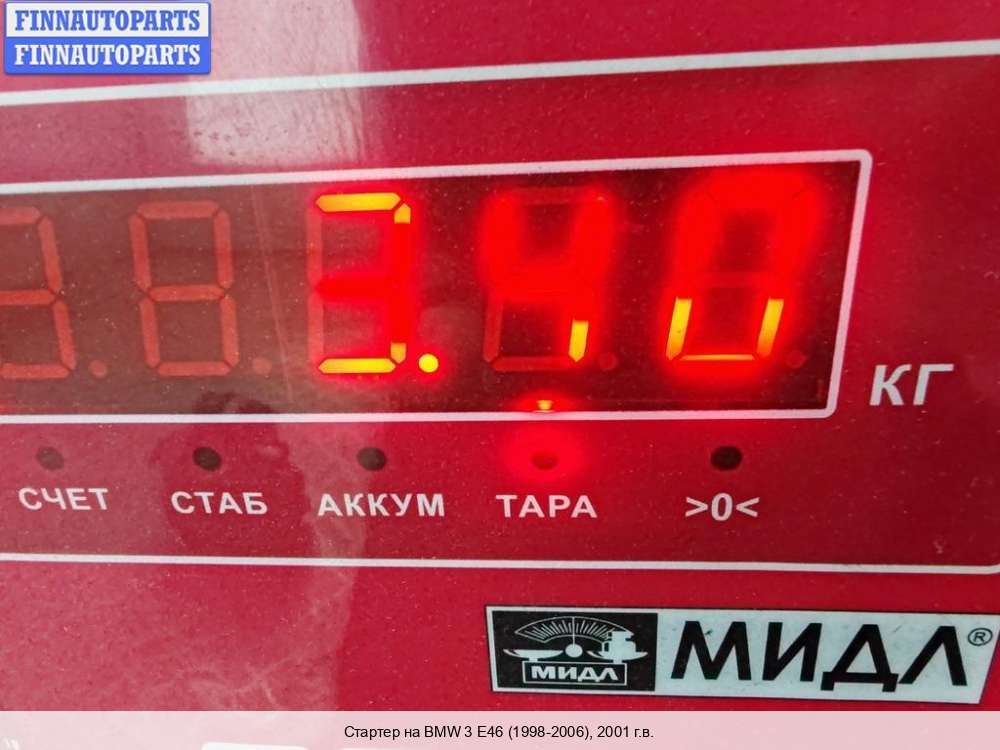 FINNAUTOPARTS
FINNAUTOPARTS
3.40
КГ
СЧЕТ СТАБ АККУМ ТАРА >0<
МИДЛ МИДЛ®
Стартер на BMW 3 E46 (1998-2006), 2001 г.в.